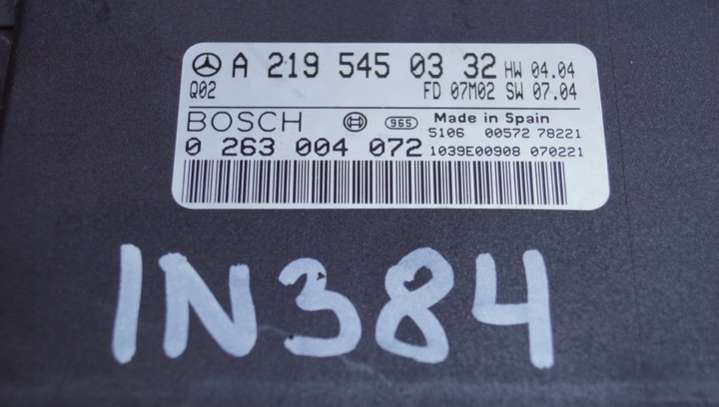 A 219 545 03 32 HW 04.04
Q02 FD 07M02 SW 07.04
BOSCH 965 Made in Spain
5106 00572 78221
0 263 004 072 1039E00908 070221
1N384